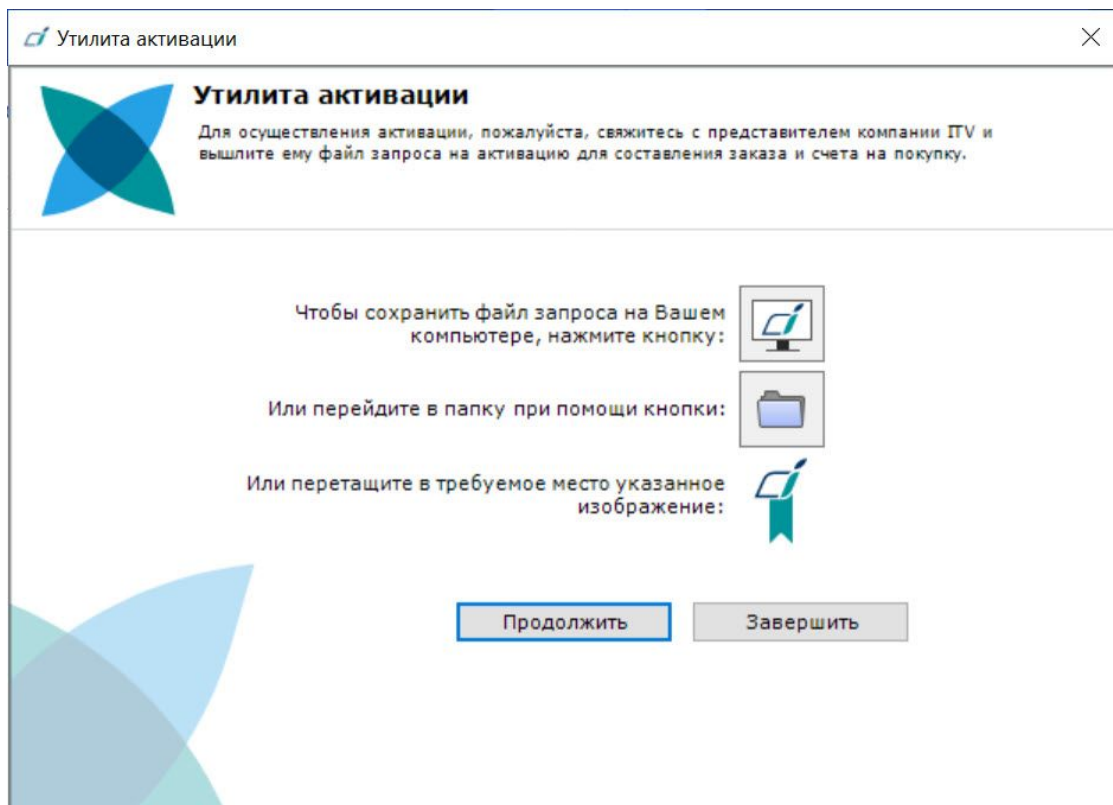 Утилита активации
Утилита активации
Для осуществления активации, пожалуйста, свяжитесь с представителем компании ITV и
вышлите ему файл запроса на активацию для составления заказа и счета на покупку.
Чтобы сохранить файл запроса на Вашем
компьютере, нажмите кнопку:
Или перейдите в папку при помощи кнопки:
Или перетащите в требуемое место указанное
изображение:
Продолжить
Завершить